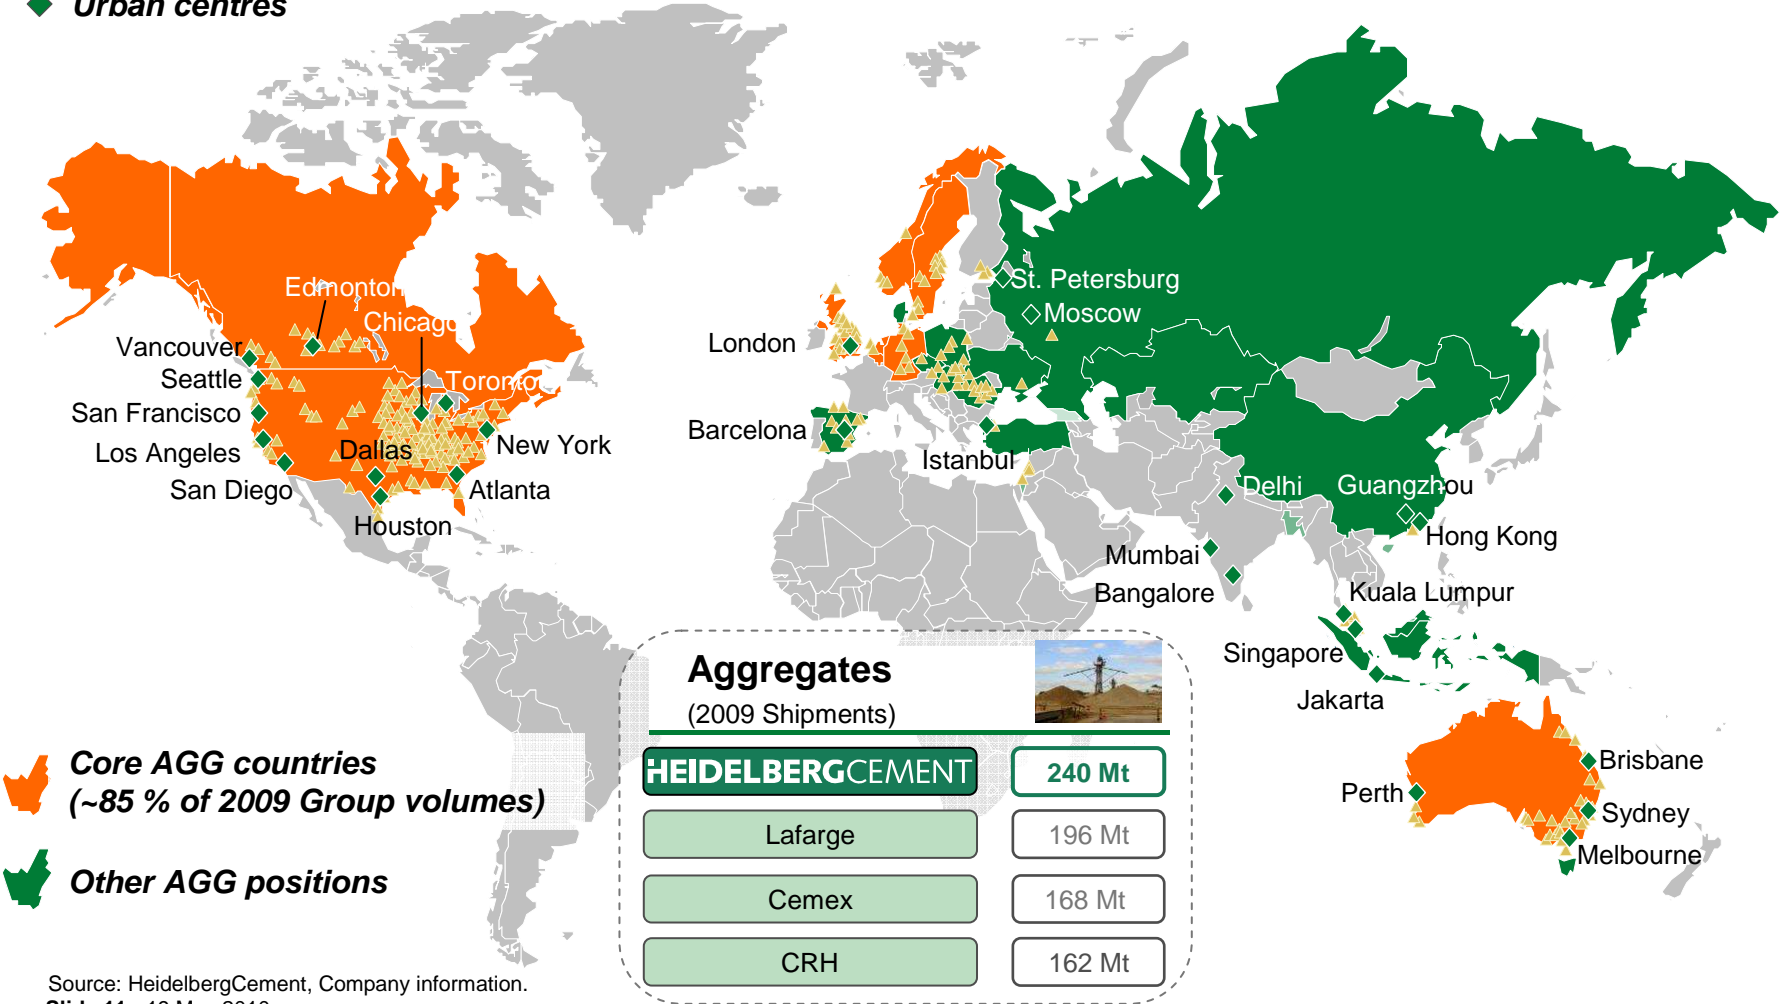 Urban centres
Edmonton
Chicago
Vancouver
Seattle
Toronto
San Francisco
Los Angeles
Dallas
New York
San Diego
Atlanta
Houston
London
Barcelona
Istanbul
St. Petersburg
Moscow
Delhi
Guangzhou
Hong Kong
Mumbai
Bangalore
Kuala Lumpur
Singapore
Jakarta
Brisbane
Perth
Sydney
Melbourne
Core AGG countries
(~85 % of 2009 Group volumes)
Other AGG positions
Aggregates
(2009 Shipments)
HEIDELBERGCEMENT 240 Mt
Lafarge 196 Mt
Cemex 168 Mt
CRH 162 Mt
Source: HeidelbergCement, Company information.